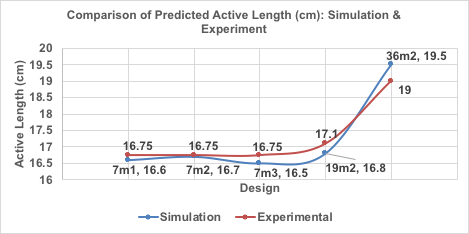 Comparison of Predicted Active Length (cm): Simulation &
Experiment
Active Length (cm)
20
19.5
19
18.5
18
17.5
17
16.5
16
36m2, 19.5
19
17.1
16.75
16.75
16.75
7m1, 16.6
7m2, 16.7
7m3, 16.5
19m2, 16.8
Design
Simulation
Experimental